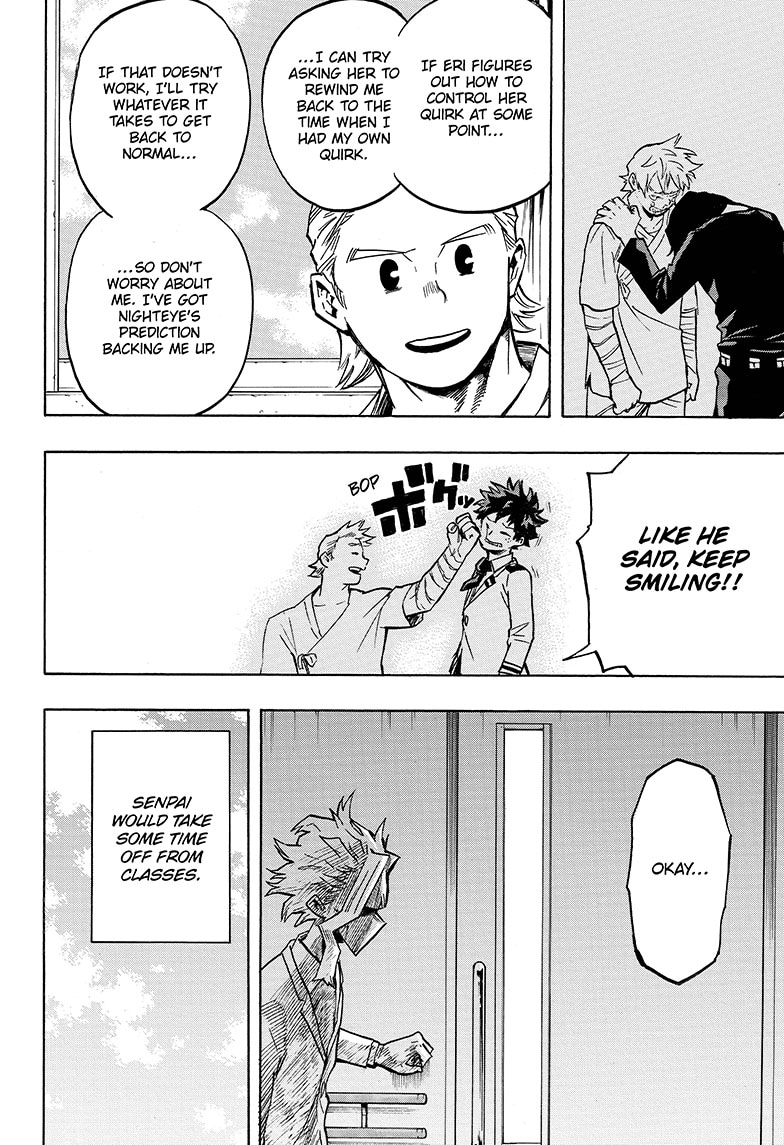 IF ERI FIGURES
OUT HOW TO
CONTROL HER
QUIRK AT SOME
POINT...
...I CAN TRY
ASKING HER TO
REWIND ME
BACK TO THE
TIME WHEN I
HAD MY OWN
QUIRK.
IF THAT DOESN'T
WORK, I'LL TRY
WHATEVER IT
TAKES TO GET
BACK TO
NORMAL...
...SO DON'T
WORRY ABOUT
ME. I'VE GOT
NIGHTEYE'S
PREDICTION
BACKING ME UP.
LIKE HE
SAID, KEEP
SMILING!!
BOP
ボグッ
OKAY...
SENPAI
WOULD TAKE
SOME TIME
OFF FROM
CLASSES.